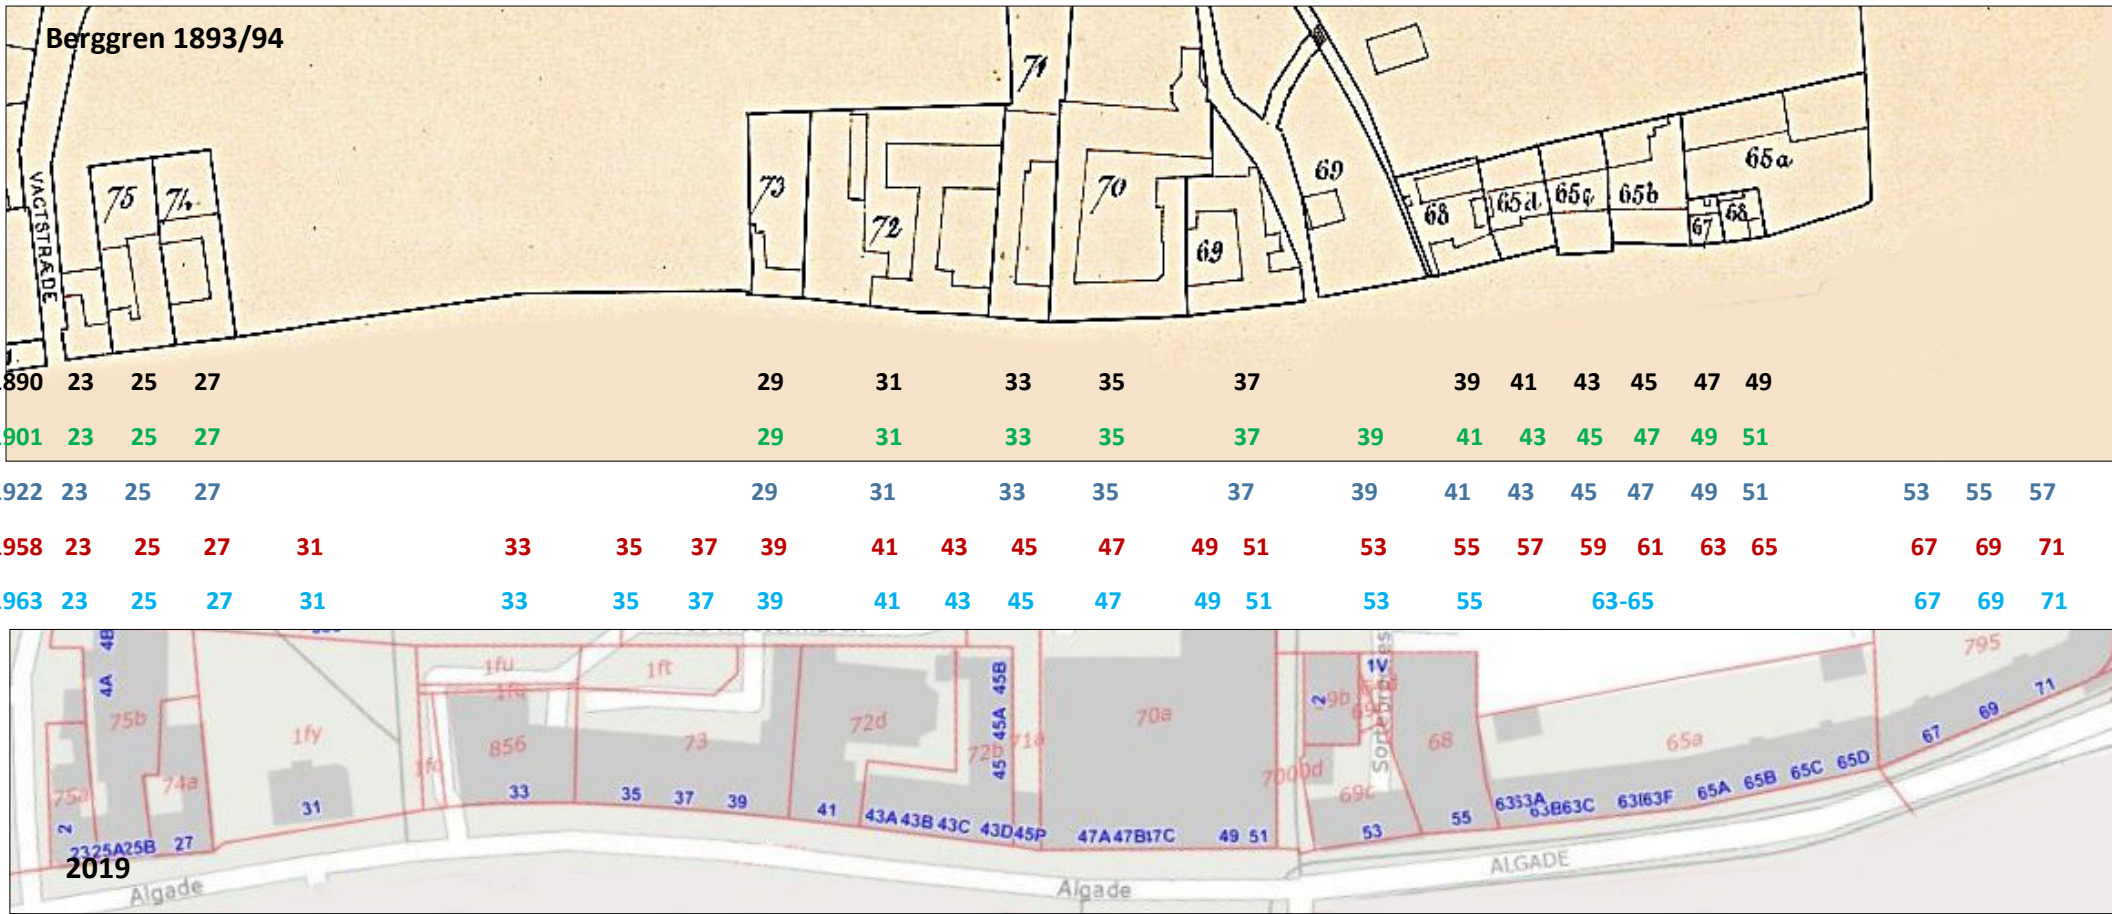 Berggren 1893/94
71
VAGTSTRÆDE
75 74. 73 72 70 69 69 68 65d 65c 65b 67 68 65a
1.
890 23 25 27 29 31 33 35 37 39 41 43 45 47 49
901 23 25 27 29 31 33 35 37 39 41 43 45 47 49 51
922 23 25 27 29 31 33 35 37 39 41 43 45 47 49 51 53 55 57
958 23 25 27 31 33 35 37 39 41 43 45 47 49 51 53 55 57 59 61 63 65 67 69 71
963 23 25 27 31 33 35 37 39 41 43 45 47 49 51 53 55 63-65 67 69 71
4B
4A
1fu 1ft
45B
1V
795
75b 1fy 856 73 72d 72b 71a 70a 2 9b 68 65a
45A
45
75a 74a 7000d 69c
31 33 35 37 39 41 43A 43B 43C 43D 45P 47A 47B 47C 49 51 53 55 63B 63C 63F 65A 65B 65C 65D 67 69 71
2
23 25A 25B 27
2019
Algade
Algade
ALGADE